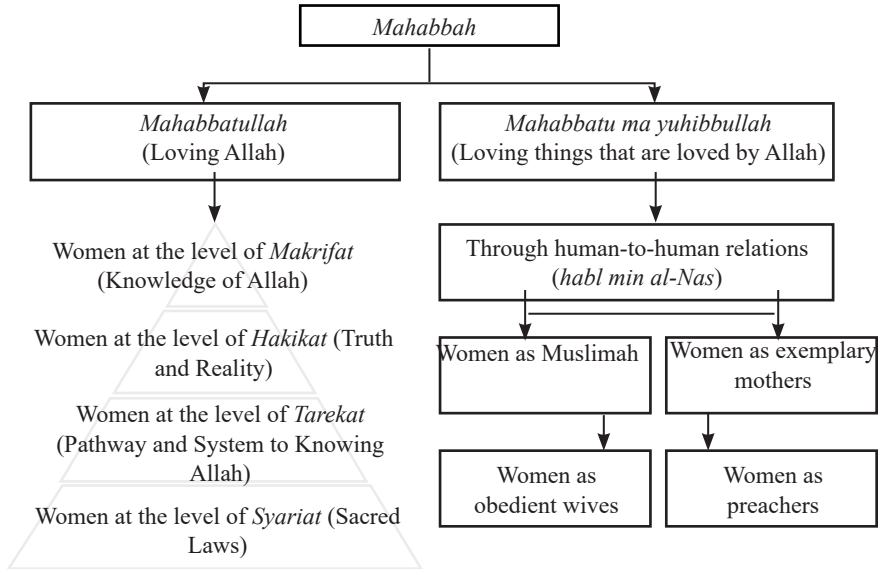 Mahabbah
Mahabbatullah
(Loving Allah)
Mahabbatu ma yuhibbullah
(Loving things that are loved by Allah)
Women at the level of Makrifat
(Knowledge of Allah)
Women at the level of Hakikat (Truth
and Reality)
Women at the level of Tarekat
(Pathway and System to Knowing
Allah)
Women at the level of Syariat (Sacred
Laws)
Through human-to-human relations
(habl min al-Nas)
Women as Muslimah
Women as exemplary
mothers
Women as
obedient wives
Women as
preachers